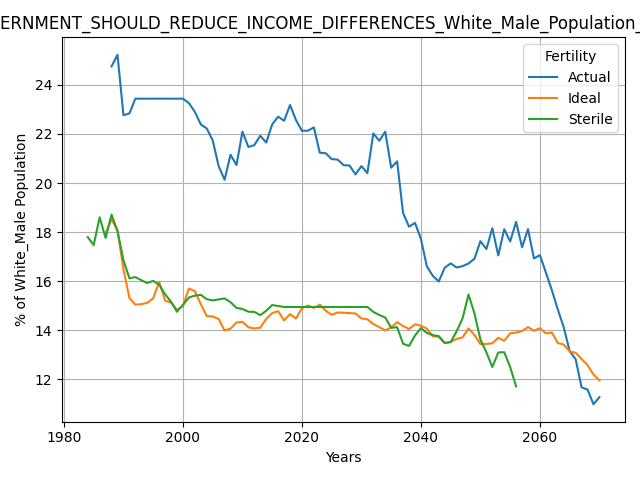 ERNMENT_SHOULD_REDUCE_INCOME_DIFFERENCES_White_Male_Population_
Fertility
Actual
Ideal
Sterile
% of White_Male Population
24
22
20
18
16
14
12
1980 2000 2020 2040 2060
Years